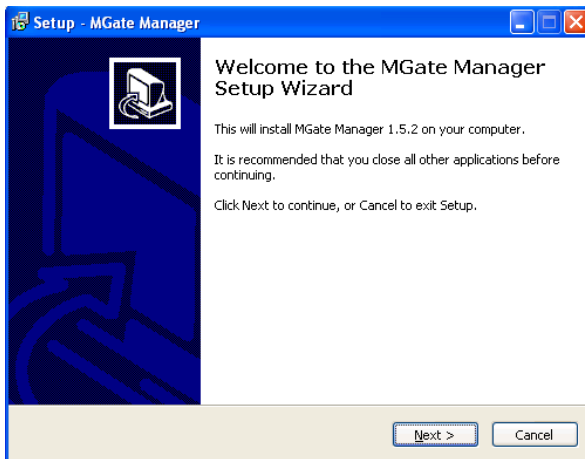 Setup - MGate Manager
Welcome to the MGate Manager
Setup Wizard
This will install MGate Manager 1.5.2 on your computer.
It is recommended that you close all other applications before
continuing.
Click Next to continue, or Cancel to exit Setup.
Next >
Cancel